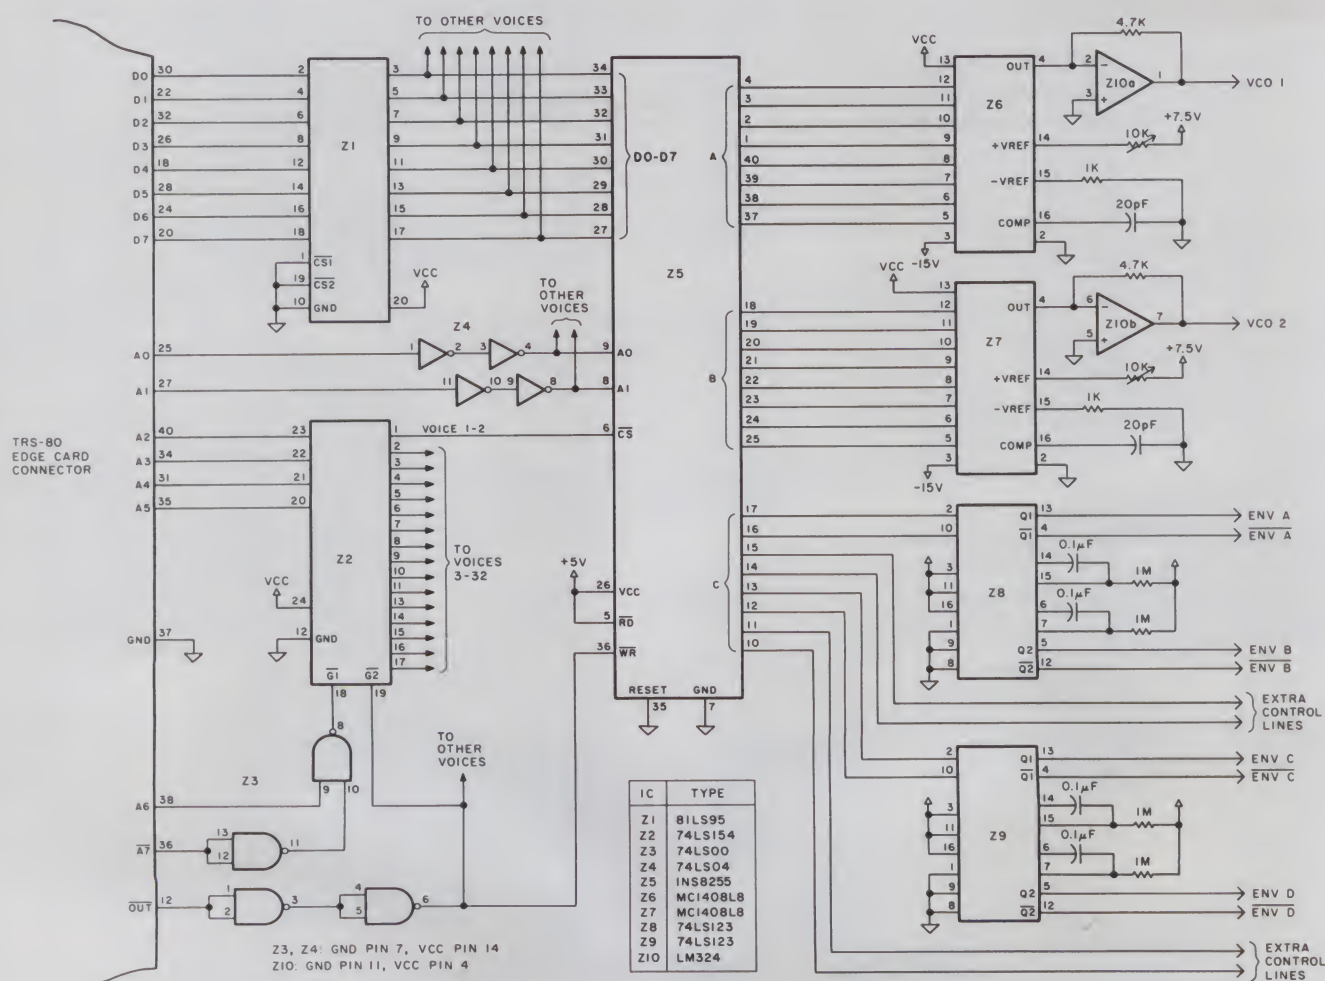 TO OTHER VOICES
TRS-80
EDGE CARD
CONNECTOR
D0 30
D1 22
D2 32
D3 26
D4 18
D5 28
D6 24
D7 20
2
4
6
8
12
14
16
18
Z1
1 CS1
19 CS2
10 GND
3
5
7
9
11
13
15
17
20
VCC
A0 25
A1 27
Z4
1 2 3 4
11 10 9 8
TO
OTHER
VOICES
A2 40
A3 34
A4 31
A5 35
23
22
21
20
Z2
VCC
24
12 GND
G1
18
G2
19
1 VOICE 1-2
2
3
4
5
6
7
8
9
10
11
13
14
15
16
17
TO
VOICES
3-32
GND 37
Z3
8
9 10
A6 38
A7 36
13
12
11
OUT 12
1
2
3
4
5
6
TO
OTHER
VOICES
Z3, Z4: GND PIN 7, VCC PIN 14
Z10: GND PIN 11, VCC PIN 4
34
33
32
31
30
29
28
27
D0-D7
9 A0
8 A1
6 CS
+5V
26 VCC
5 RD
36 WR
Z5
RESET
35
GND
7
A
4
3
2
1
40
39
38
37
B
18
19
20
21
22
23
24
25
C
17
16
15
14
13
12
11
10
IC TYPE
Z1 81LS95
Z2 74LS154
Z3 74LS00
Z4 74LS04
Z5 INS8255
Z6 MC1408L8
Z7 MC1408L8
Z8 74LS123
Z9 74LS123
Z10 LM324
VCC
13
12
11
10
9
8
7
6
5
3
-15V
Z6
OUT 4
+VREF 14
-VREF 15
COMP 16
2
4.7K
2 -
3 +
Z10a
1
VCO 1
+7.5V
10K
1K
20pF
VCC
13
12
11
10
9
8
7
6
5
3
-15V
Z7
OUT 4
+VREF 14
-VREF 15
COMP 16
2
4.7K
6 -
5 +
Z10b
7
VCO 2
+7.5V
10K
1K
20pF
2
10
3
11
16
1
9
8
Z8
Q1 13
Q1 4
14
0.1µF
15
1M
6
0.1µF
7
1M
Q2 5
Q2 12
ENV A
ENV A
ENV B
ENV B
EXTRA
CONTROL
LINES
2
10
3
11
16
1
9
8
Z9
Q1 13
Q1 4
14
0.1µF
15
1M
6
0.1µF
7
1M
Q2 5
Q2 12
ENV C
ENV C
ENV D
ENV D
EXTRA
CONTROL
LINES